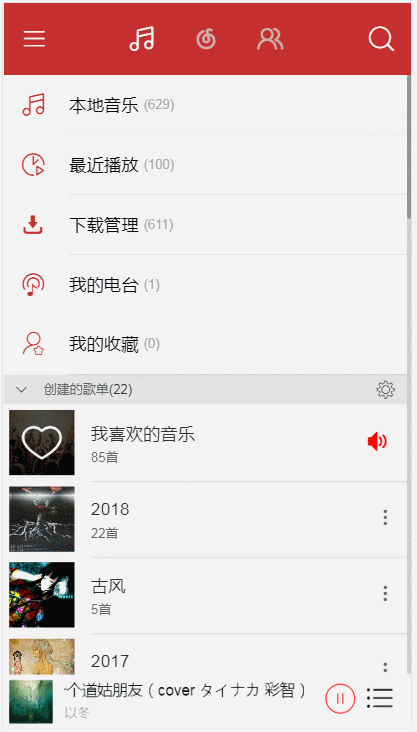 本地音乐 (629)
最近播放 (100)
下载管理 (611)
我的电台 (1)
我的收藏 (0)
创建的歌单(22)
我喜欢的音乐
85首
2018
22首
古风
5首
2017
个道姑朋友（cover タイナカ 彩智）
以冬